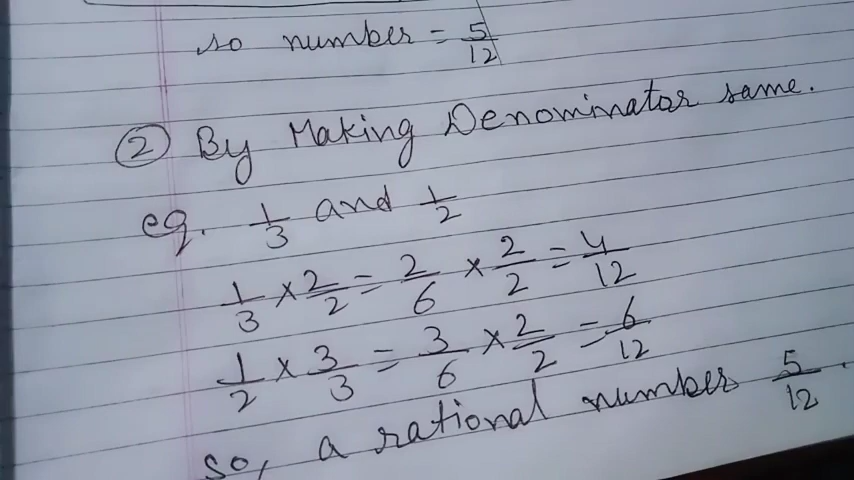 so number = 5/12
② By Making Denominator same.
eg. 1/3 and 1/2
1/3 × 2/2 = 2/6 × 2/2 = 4/12
1/2 × 3/3 = 3/6 × 2/2 = 6/12
so, a rational number 5/12.